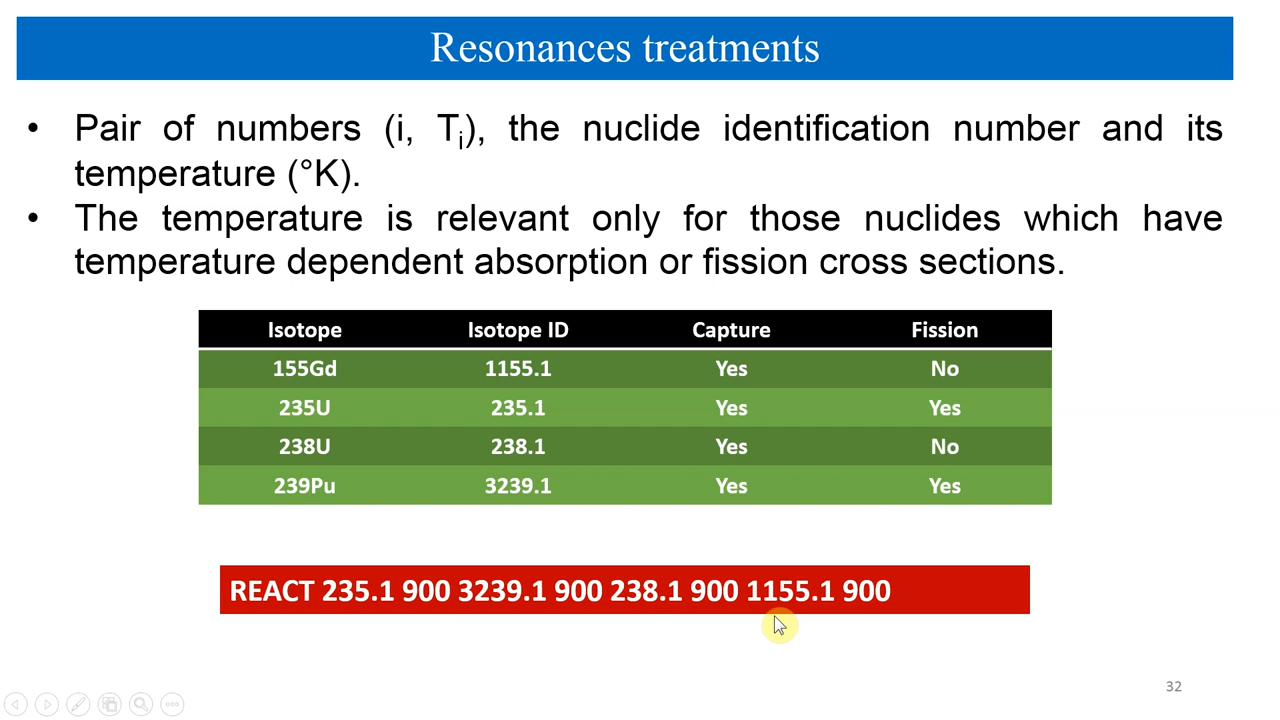 Resonances treatments
• Pair of numbers (i, Ti), the nuclide identification number and its
temperature (°K).
• The temperature is relevant only for those nuclides which have
temperature dependent absorption or fission cross sections.
Isotope Isotope ID Capture Fission
155Gd 1155.1 Yes No
235U 235.1 Yes Yes
238U 238.1 Yes No
239Pu 3239.1 Yes Yes
REACT 235.1 900 3239.1 900 238.1 900 1155.1 900
32